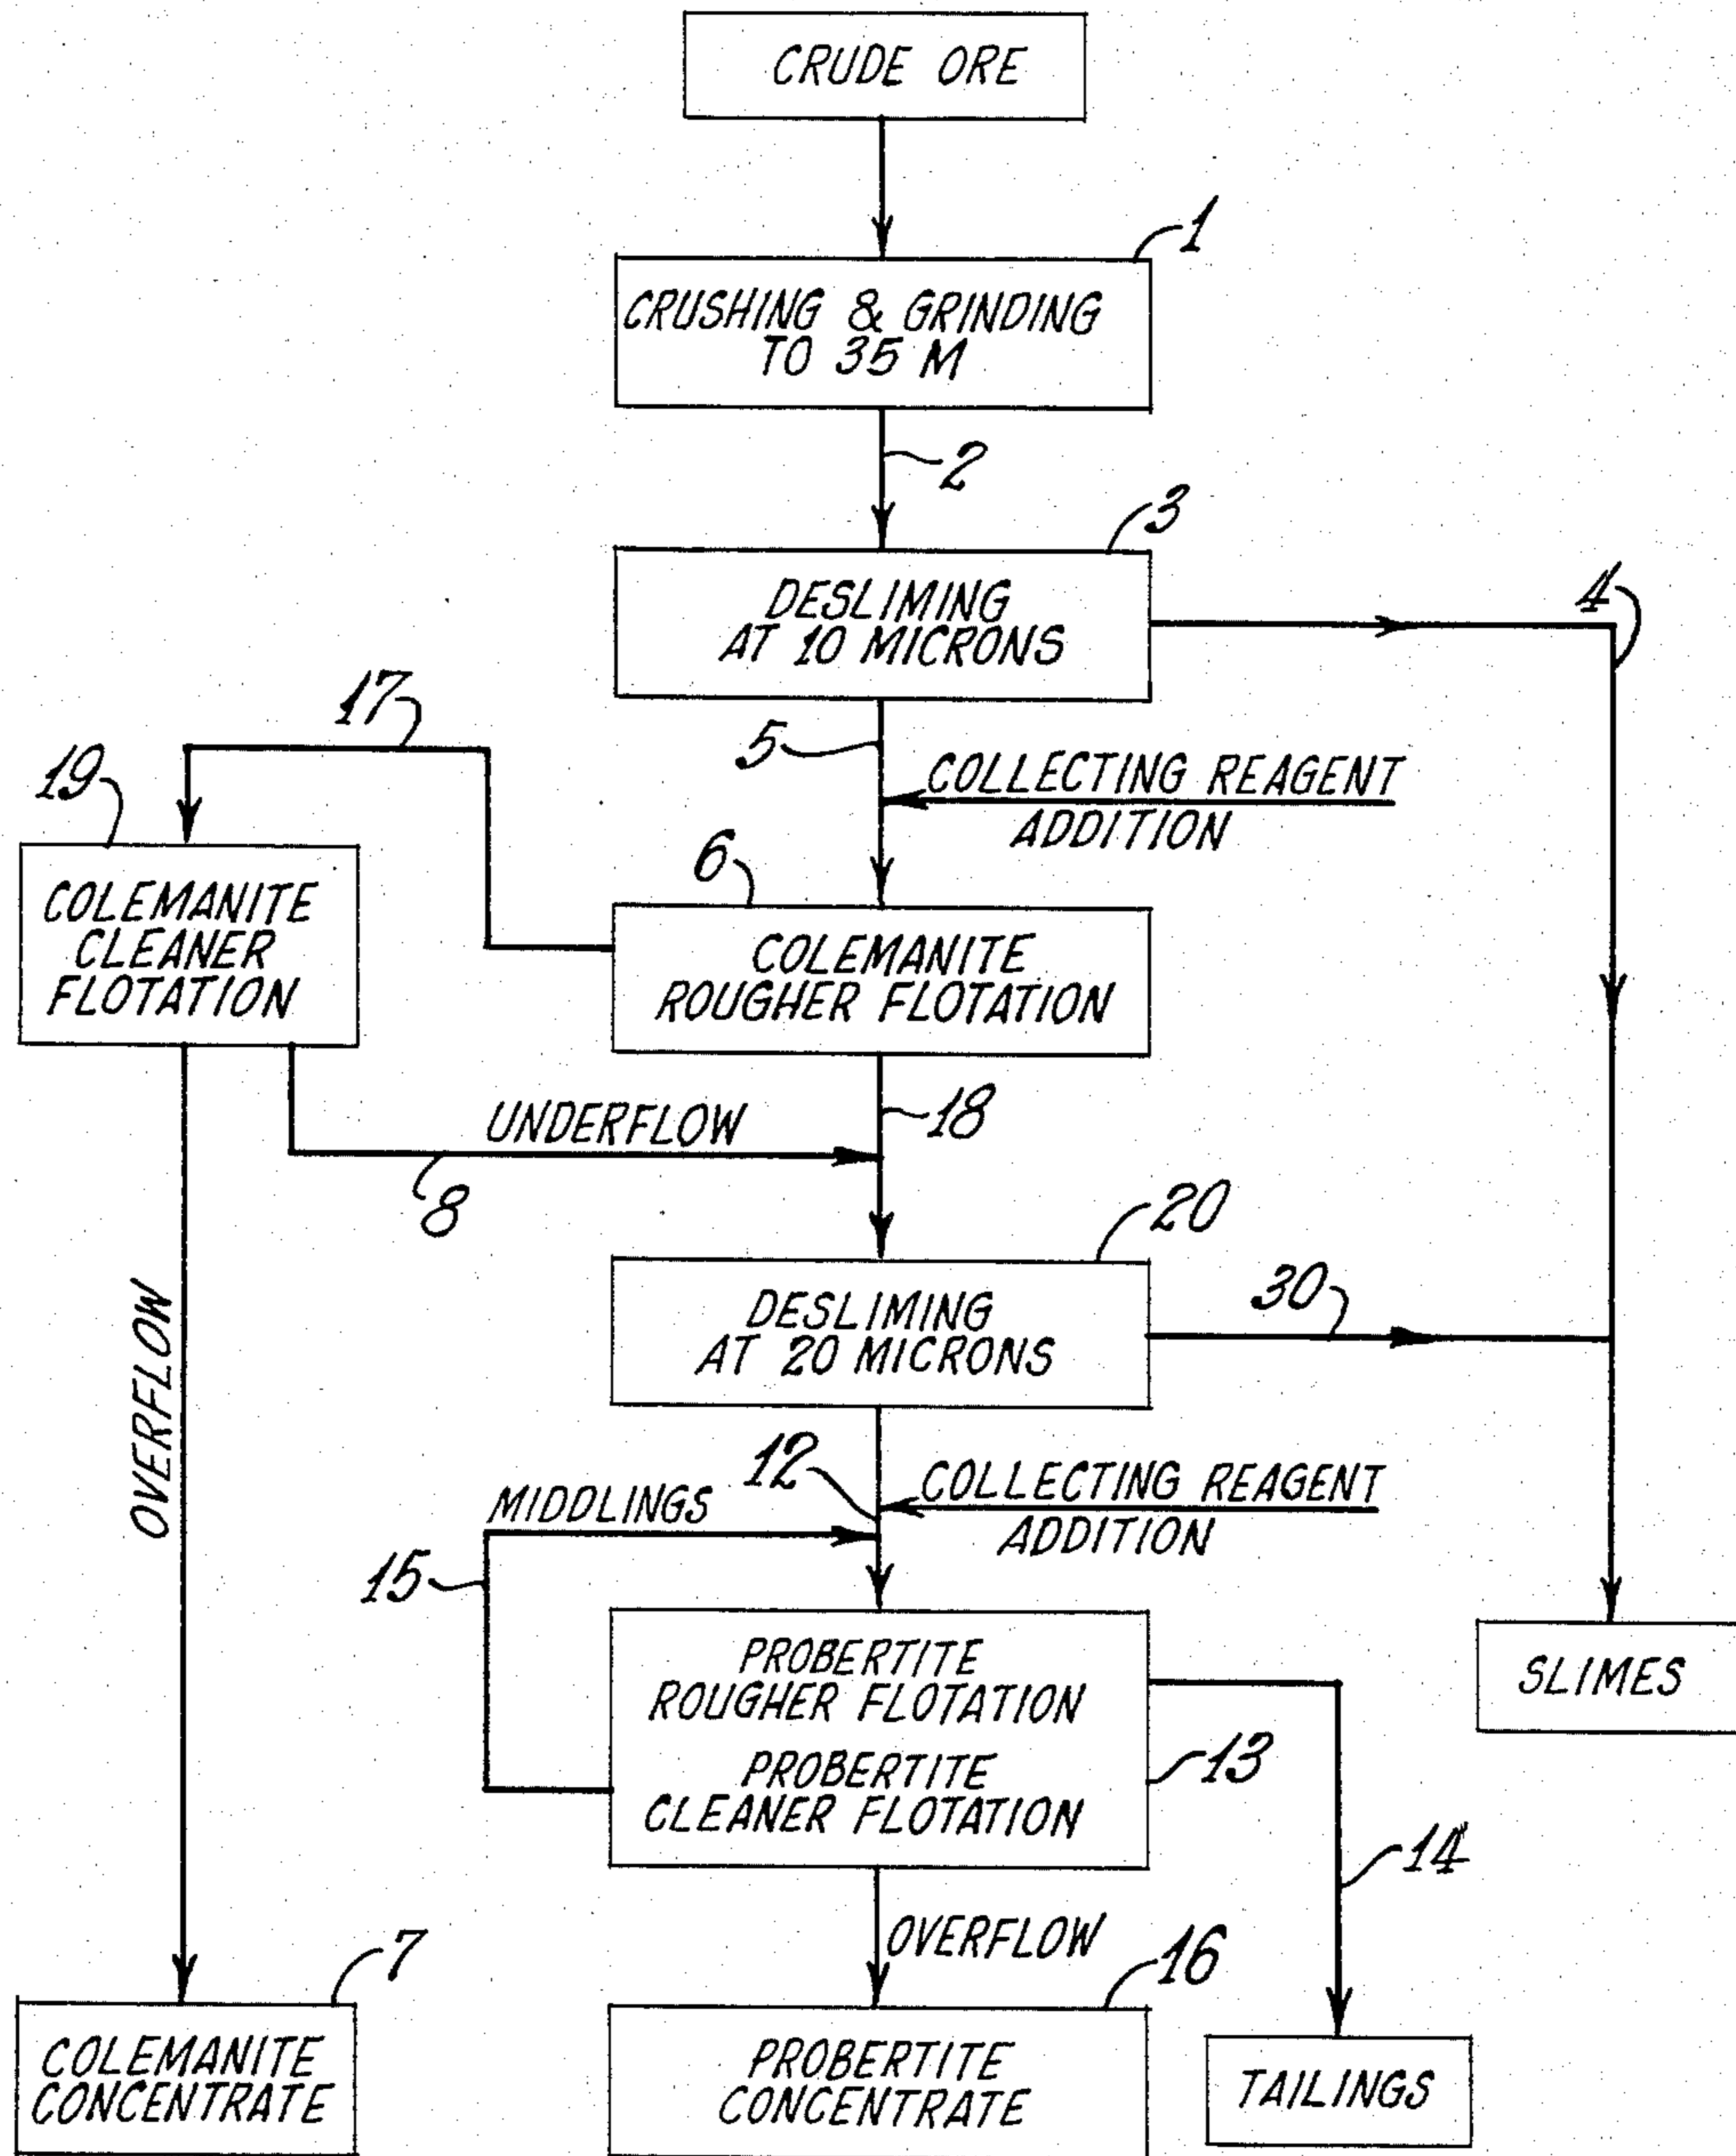 CRUDE ORE
1
CRUSHING & GRINDING
TO 35 M
2
3
DESLIMING
AT 10 MICRONS
4
17
5
COLLECTING REAGENT
ADDITION
19
6
COLEMANITE
CLEANER
FLOTATION
COLEMANITE
ROUGHER FLOTATION
UNDERFLOW
18
8
20
OVERFLOW
DESLIMING
AT 20 MICRONS
30
12
COLLECTING REAGENT
ADDITION
MIDDLINGS
15
PROBERTITE
ROUGHER FLOTATION
PROBERTITE
CLEANER FLOTATION
13
SLIMES
14
OVERFLOW
7
16
COLEMANITE
CONCENTRATE
PROBERTITE
CONCENTRATE
TAILINGS